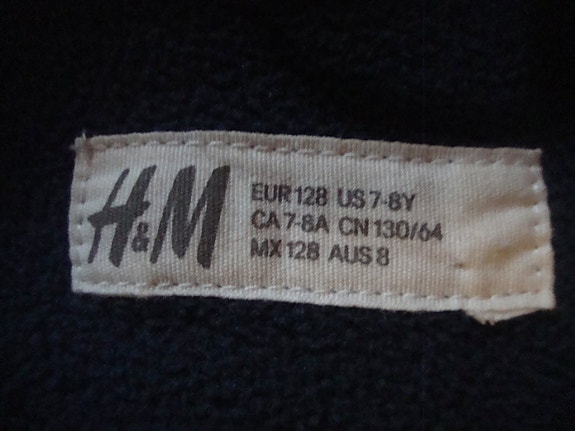 H&M
EUR 128 US 7-8Y
CA 7-8A CN 130/64
MX 128 AUS 8